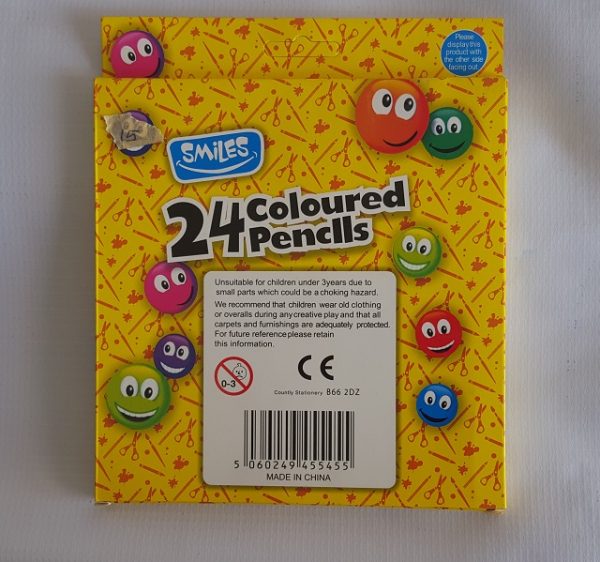 Please
display this
product with
the other side
facing out
SMiLES
24 Coloured
Pencils
Unsuitable for children under 3years due to
small parts which could be a choking hazard.
We recommend that children wear old clothing
or overalls during anycreative play and that all
carpets and furnishings are adequately protected.
For future reference please retain
this information.
0-3
CE
Countly Stationery B66 2DZ
5 060249 455455
MADE IN CHINA